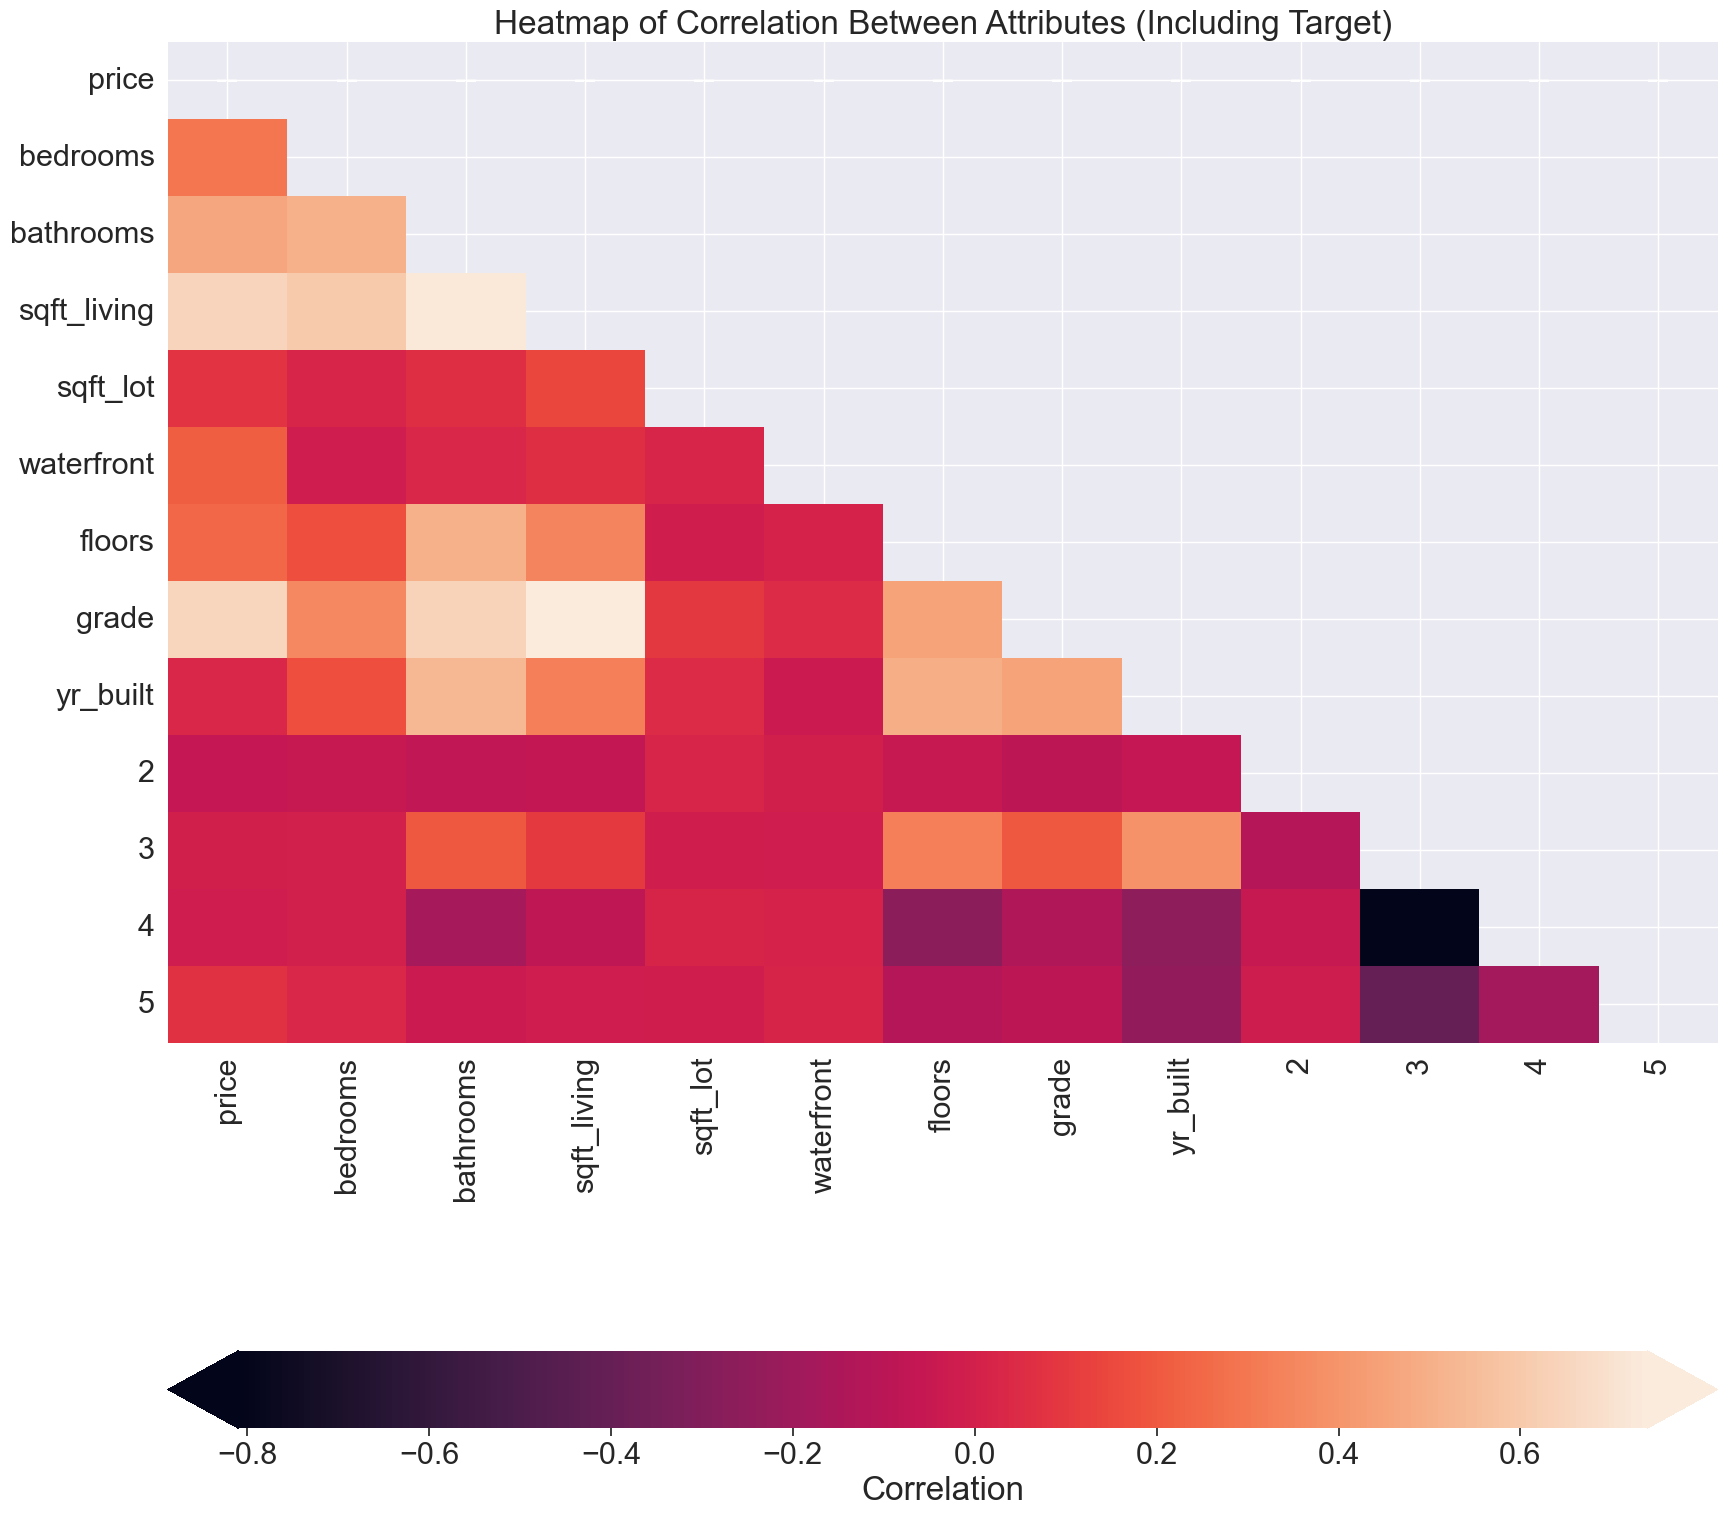 Heatmap of Correlation Between Attributes (Including Target)
price
bedrooms
bathrooms
sqft_living
sqft_lot
waterfront
floors
grade
yr_built
2
3
4
5
price
bedrooms
bathrooms
sqft_living
sqft_lot
waterfront
floors
grade
yr_built
2
3
4
5
−0.8 −0.6 −0.4 −0.2 0.0 0.2 0.4 0.6
Correlation